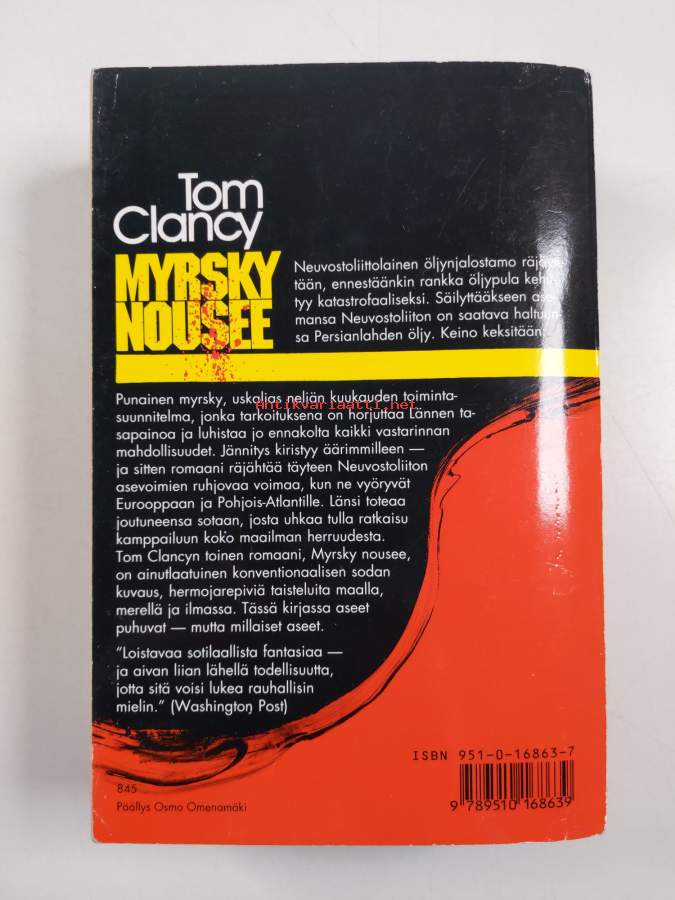 Tom
Clancy
MYRSKY
NOUSEE
Neuvostoliittolainen öljynjalostamo
tään, ennestäänkin rankka öljypula
tyy katastrofaaliseksi. Säilyttääkseen
mansa Neuvostoliiton on saatava
sa Persianlahden öljy. Keino keksitään:
Punainen myrsky, uskalias neljän kuukauden toiminta-
suunnitelma, jonka tarkoituksena on horjuttaa Lännen ta-
sapainoa ja luhistaa jo ennakolta kaikki vastarinnan
mahdollisuudet. Jännitys kiristyy äärimmilleen —
ja sitten romaani räjähtää täyteen Neuvostoliiton
asevoimien ruhjovaa voimaa, kun ne vyöryvät
Eurooppaan ja Pohjois-Atlantille. Länsi toteaa
joutuneensa sotaan, josta uhkaa tulla ratkaisu
kamppailuun koko maailman herruudesta.
Tom Clancyn toinen romaani, Myrsky nousee,
on ainutlaatuinen konventionaalisen sodan
kuvaus, hermojarepiviä taisteluita maalla,
merellä ja ilmassa. Tässä kirjassa aseet
puhuvat — mutta millaiset aseet.
"Loistavaa sotilaallista fantasiaa —
ja aivan liian lähellä todellisuutta,
jotta sitä voisi lukea rauhallisin
mielin." (Washington Post)
Antikvariaatti.net
ISBN 951-0-16863-7
9 789510 168639
845
Päällys Osmo Omenamäki